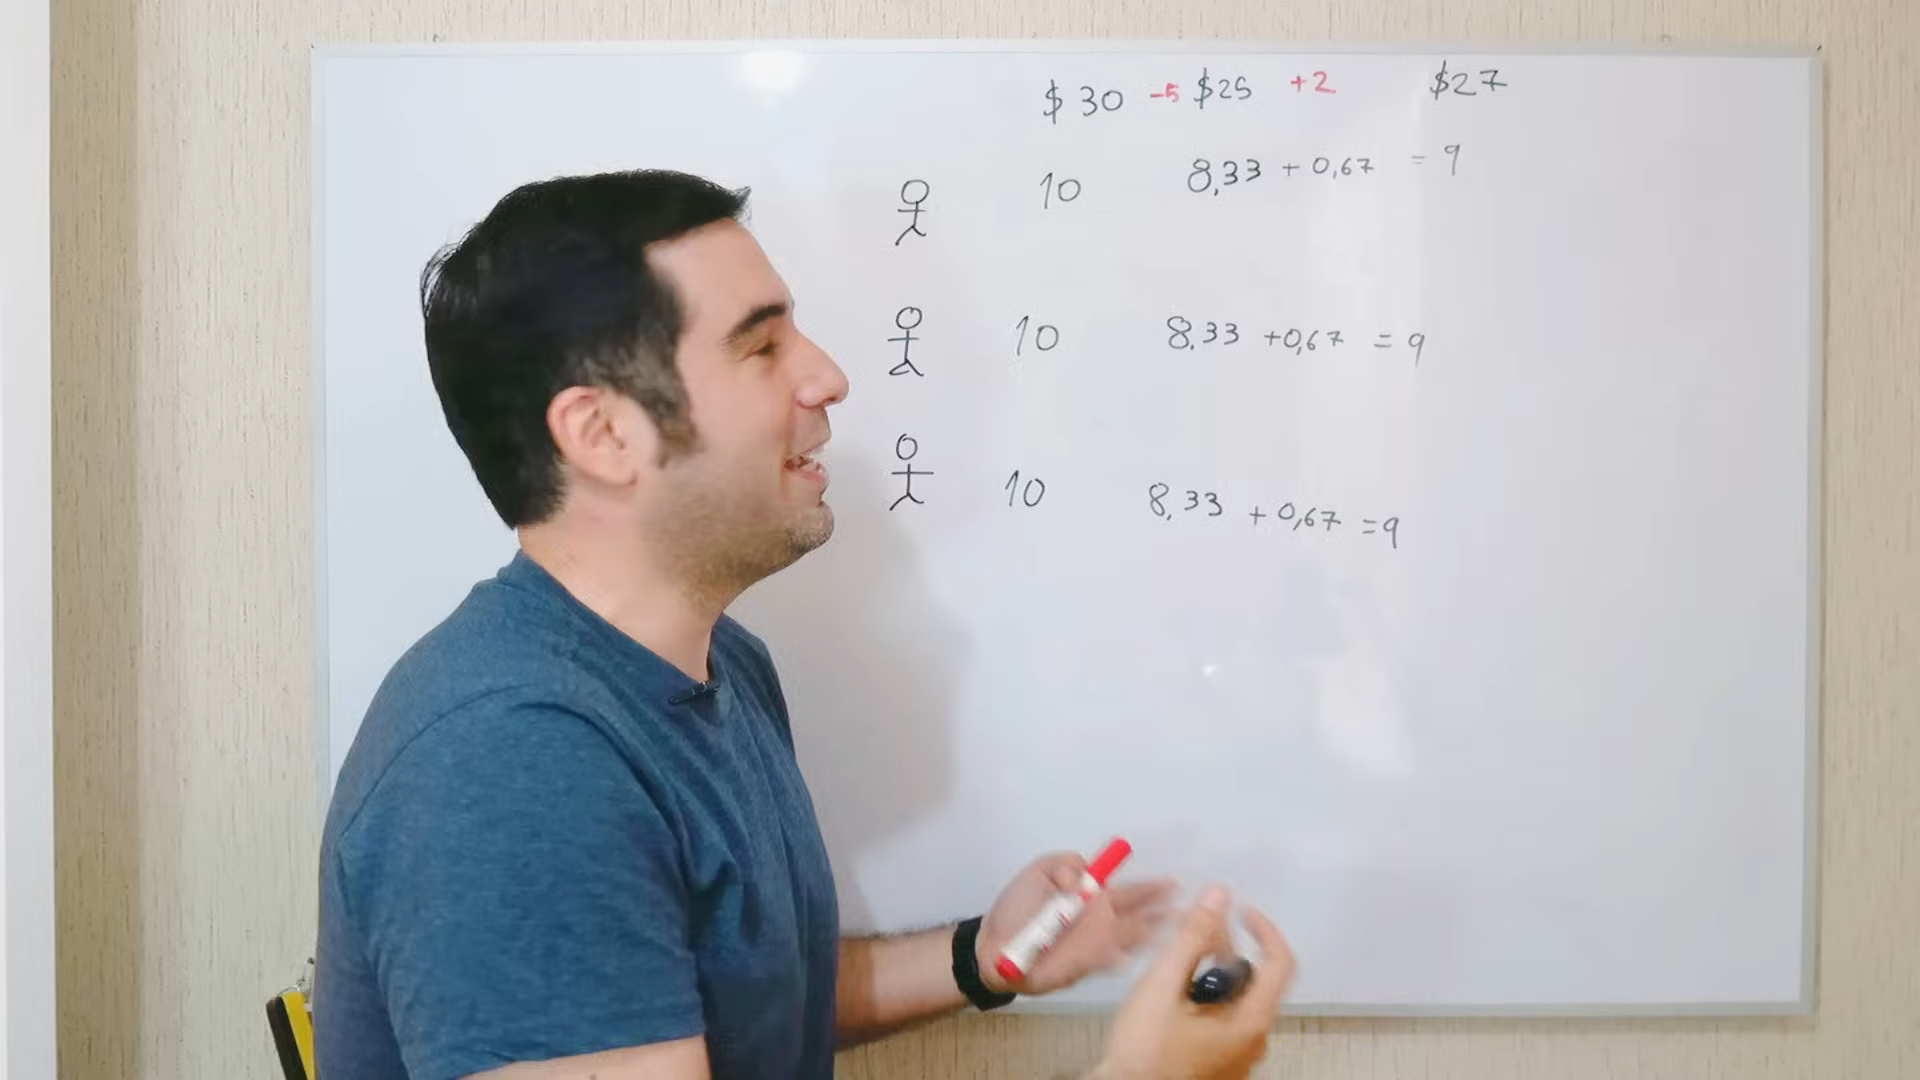 $ 30 -5 $25 +2 $27
10 8,33 + 0,67 = 9
10 8.33 +0,67 = 9
10 8,33 +0,67 =9